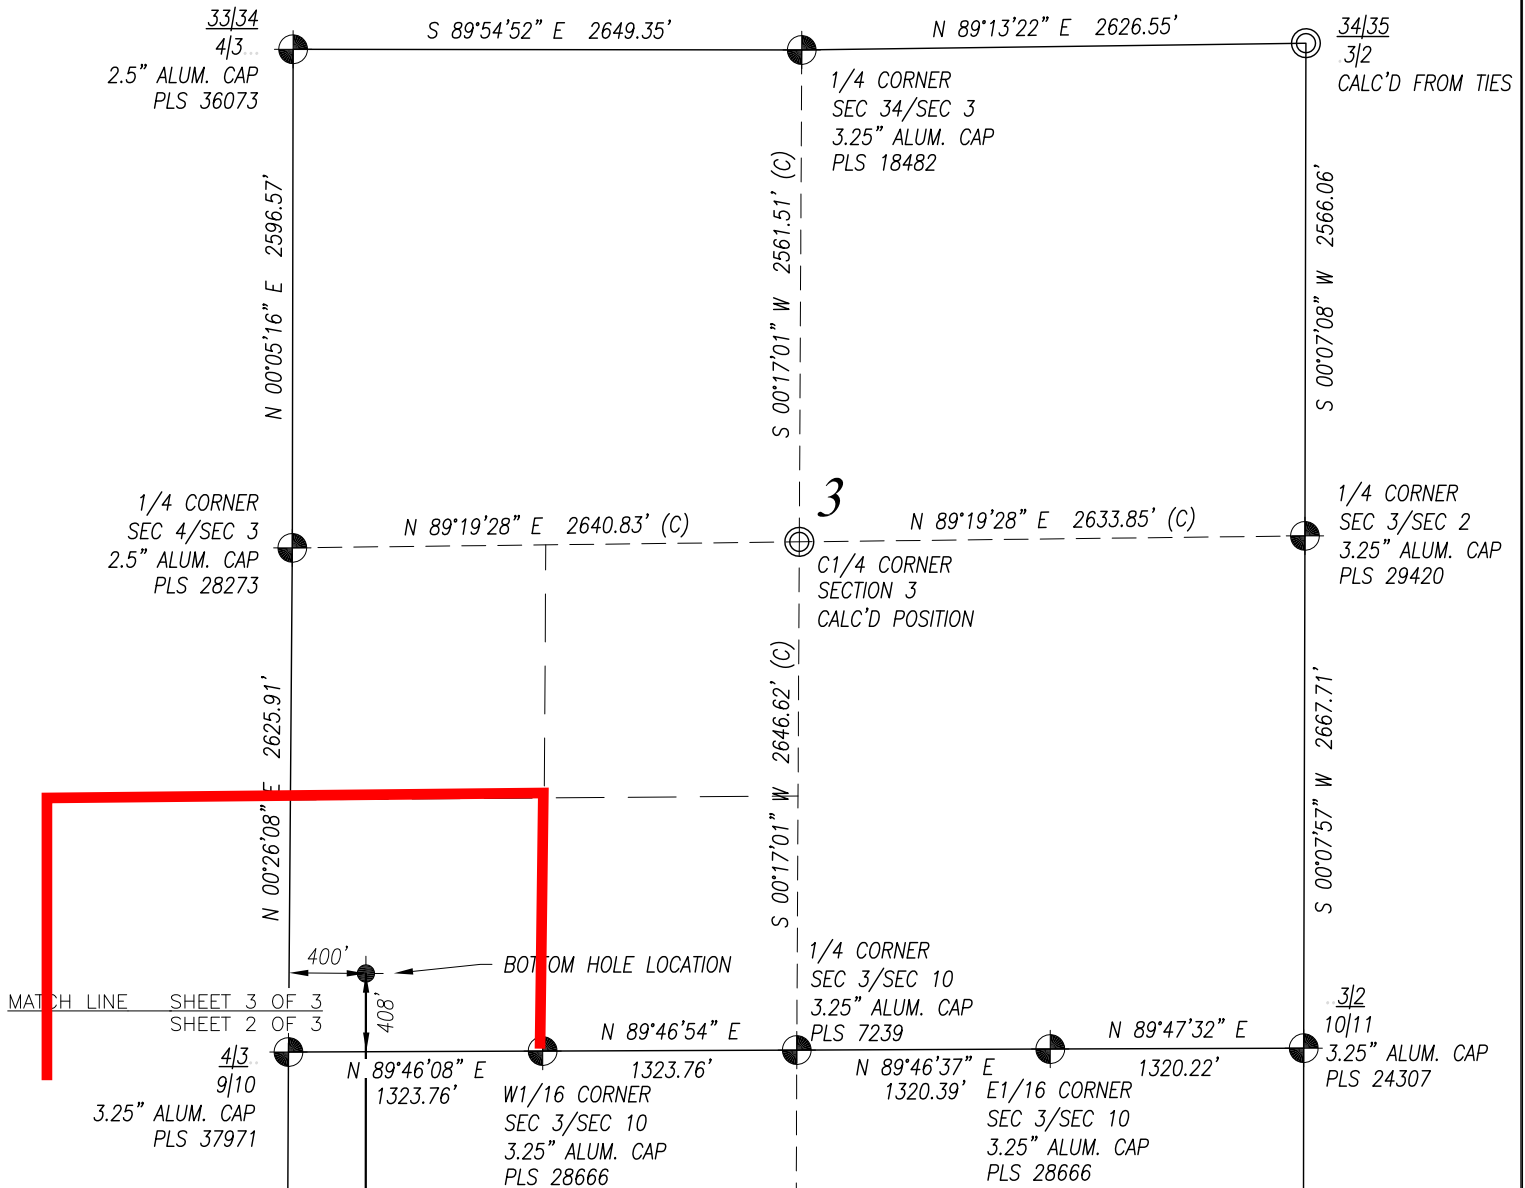 33|34
4|3
2.5" ALUM. CAP
PLS 36073
S 89°54'52" E 2649.35'
N 89°13'22" E 2626.55'
34|35
3|2
CALC'D FROM TIES
1/4 CORNER
SEC 34/SEC 3
3.25" ALUM. CAP
PLS 18482
N 00°05'16" E 2596.57'
S 00°17'01" W 2561.51' (C)
S 00°07'08" W 2566.06'
1/4 CORNER
SEC 4/SEC 3
2.5" ALUM. CAP
PLS 28273
N 89°19'28" E 2640.83' (C)
3
N 89°19'28" E 2633.85' (C)
1/4 CORNER
SEC 3/SEC 2
3.25" ALUM. CAP
PLS 29420
C1/4 CORNER
SECTION 3
CALC'D POSITION
N 00°26'08" E 2625.91'
S 00°17'01" W 2646.62' (C)
S 00°07'57" W 2667.71'
400'
408'
BOTTOM HOLE LOCATION
MATCH LINE SHEET 3 OF 3
SHEET 2 OF 3
4|3
9|10
3.25" ALUM. CAP
PLS 37971
N 89°46'08" E
1323.76'
W1/16 CORNER
SEC 3/SEC 10
3.25" ALUM. CAP
PLS 28666
N 89°46'54" E
1323.76'
1/4 CORNER
SEC 3/SEC 10
3.25" ALUM. CAP
PLS 7239
N 89°46'37" E
1320.39'
E1/16 CORNER
SEC 3/SEC 10
3.25" ALUM. CAP
PLS 28666
N 89°47'32" E
1320.22'
3|2
10|11
3.25" ALUM. CAP
PLS 24307